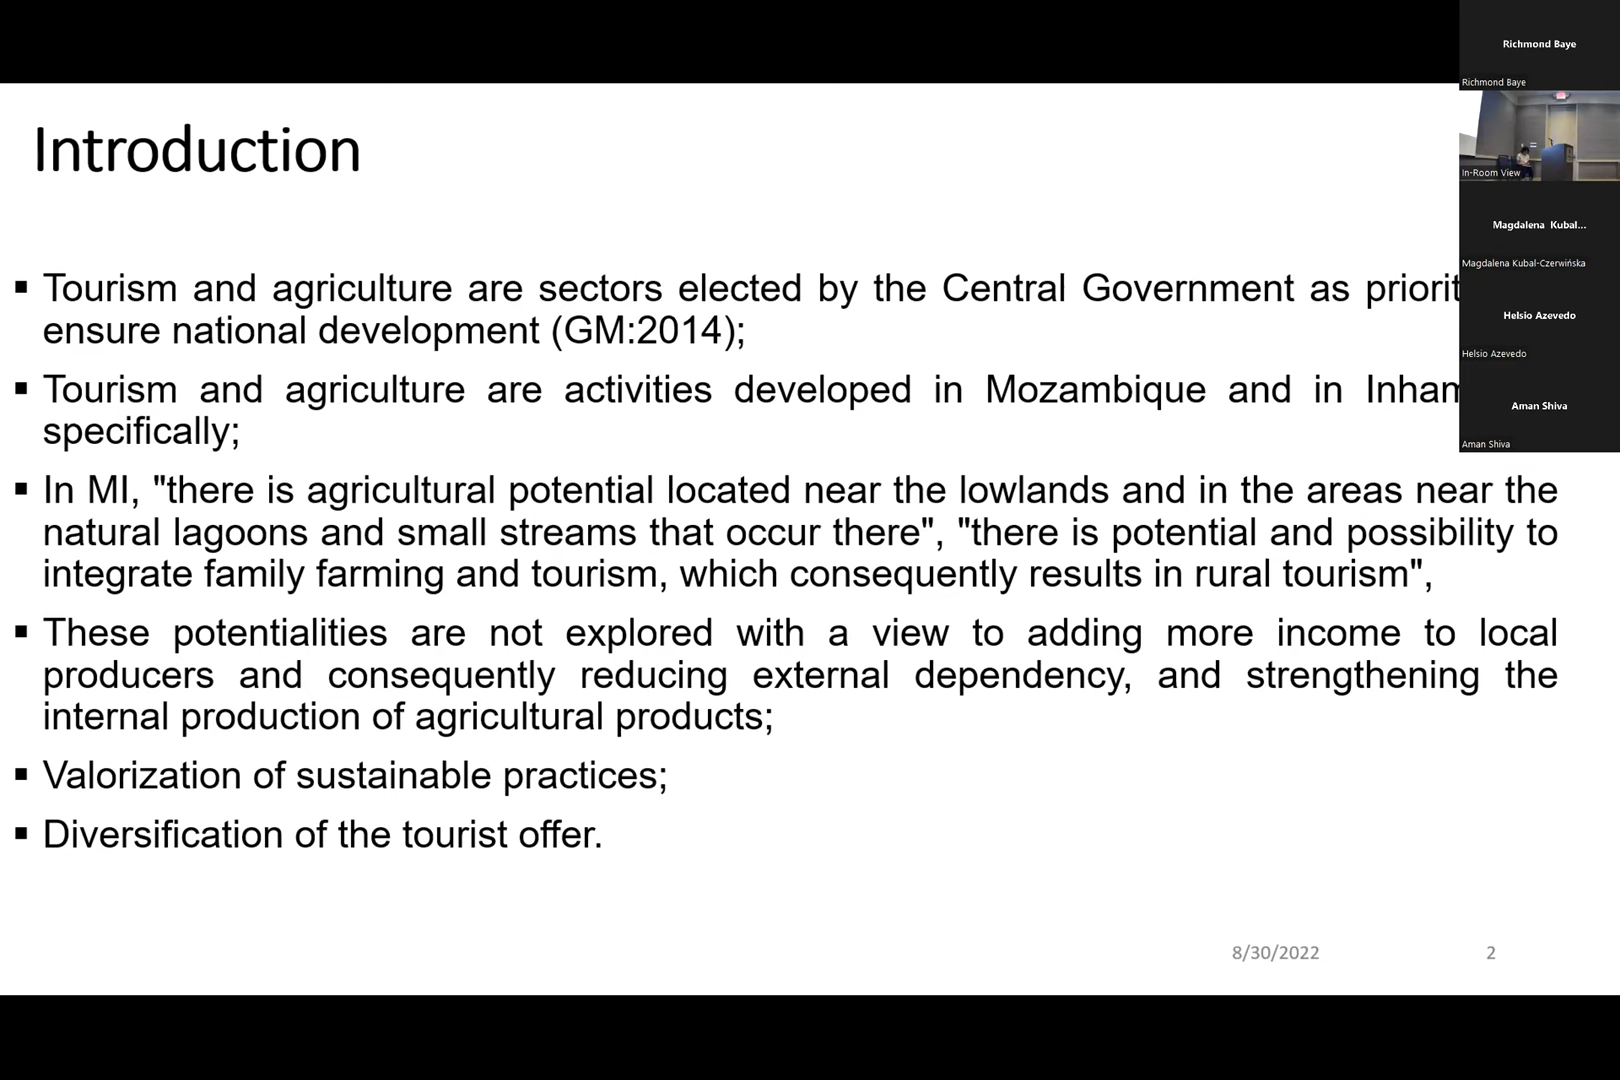 Introduction
▪ Tourism and agriculture are sectors elected by the Central Government as
ensure national development (GM:2014);
▪ Tourism and agriculture are activities developed in Mozambique and in
specifically;
▪ In MI, "there is agricultural potential located near the lowlands and in the areas near the
natural lagoons and small streams that occur there", "there is potential and possibility to
integrate family farming and tourism, which consequently results in rural tourism",
▪ These potentialities are not explored with a view to adding more income to local
producers and consequently reducing external dependency, and strengthening the
internal production of agricultural products;
▪ Valorization of sustainable practices;
▪ Diversification of the tourist offer.
8/30/2022
2
Richmond Baye
Richmond Baye
In-Room View
Magdalena Kubal...
Magdalena Kubal-Czerwińska
Helsio Azevedo
Helsio Azevedo
Aman Shiva
Aman Shiva